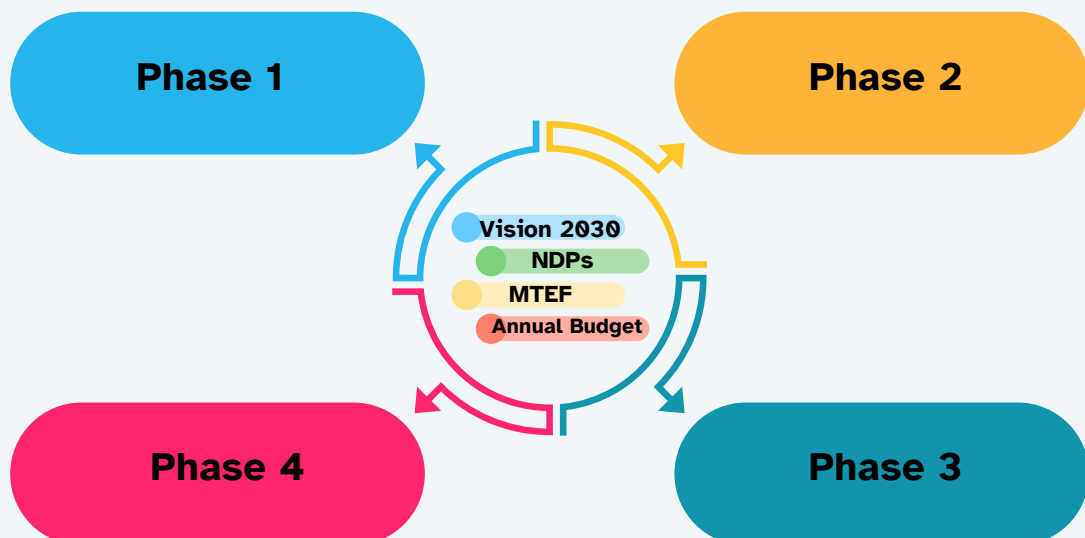 Phase 1
Phase 2
Vision 2030
NDPs
MTEF
Annual Budget
Phase 4
Phase 3